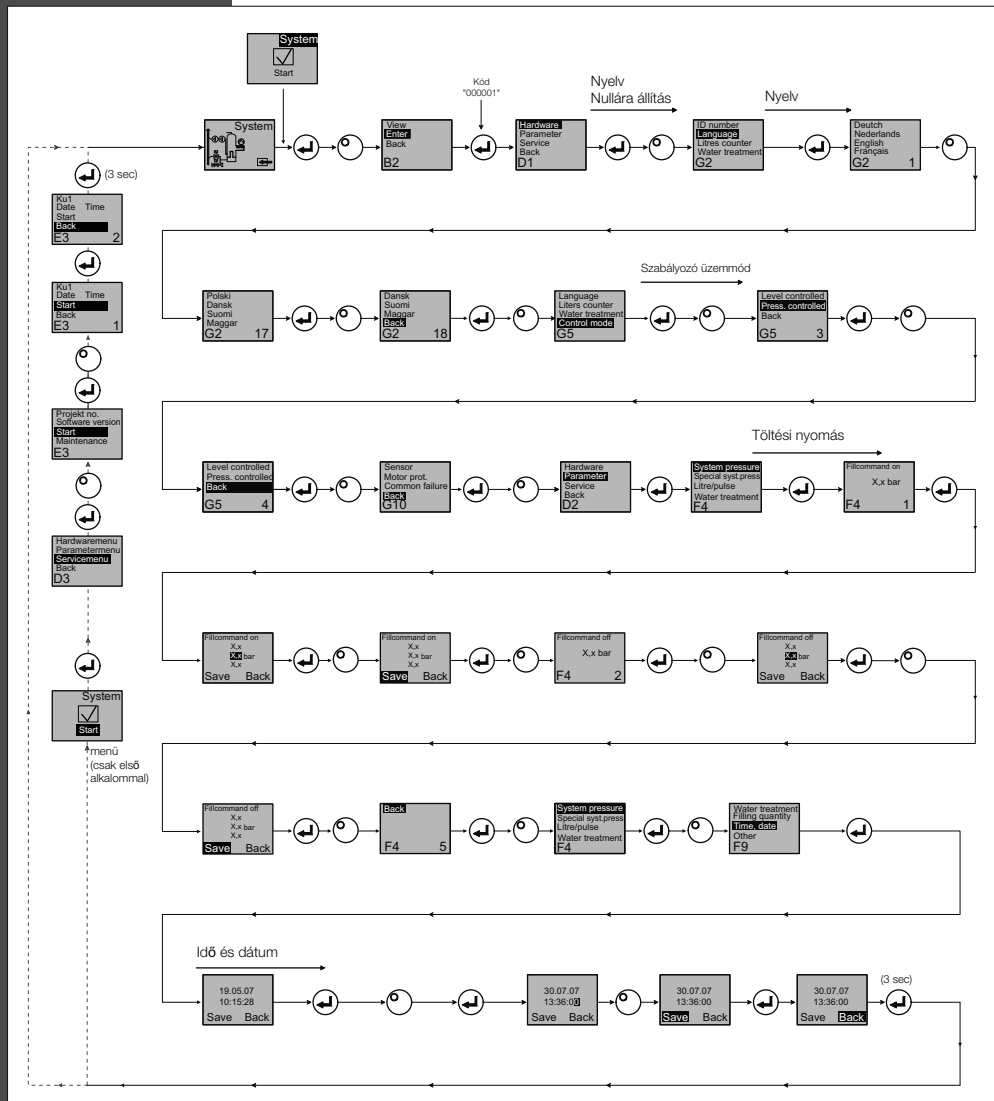 System
Start
System
Kód
"000001"
View
Enter
Back
B2
Hardware
Parameter
Service
Back
D1
Nyelv
Nullára állítás
ID number
Language
Litres counter
Water treatment
G2
Nyelv
Deutch
Nederlands
English
Français
G2 1
(3 sec)
Ku1
Date Time
Start
Back
E3 2
Ku1
Date Time
Start
Back
E3 1
Projekt no.
Software version
Start
Maintenance
E3
Hardwaremenu
Parametermenu
Servicemenu
Back
D3
System
Start
menü
(csak első
alkalommal)
Polski
Dansk
Suomi
Maggar
G2 17
Dansk
Suomi
Maggar
Back
G2 18
Language
Liters counter
Water treatment
Control mode
G5
Szabályozó üzemmód
Level controlled
Press. controlled
Back
G5 3
Level controlled
Press. controlled
Back
G5 4
Sensor
Motor prot.
Common failure
Back
G10
Hardware
Parameter
Service
Back
D2
System pressure
Special syst.press
Litre/pulse
Water treatment
F4
Töltési nyomás
Fillcommand on
X,x bar
F4 1
Fillcommand on
X,x
X,x bar
X,x
Save Back
Fillcommand on
X,x
X,x bar
X,x
Save Back
Fillcommand off
X,x bar
F4 2
Fillcommand off
X,x
X,x bar
X,x
Save Back
Fillcommand off
X,x
X,x bar
X,x
Save Back
Back
F4 5
System pressure
Special syst.press
Litre/pulse
Water treatment
F4
Water treatment
Filling quantity
Time, date
Other
F9
Idő és dátum
19.05.07
10:15:28
Save Back
30.07.07
13:36:00
Save Back
30.07.07
13:36:00
Save Back
30.07.07
13:36:00
Save Back
(3 sec)